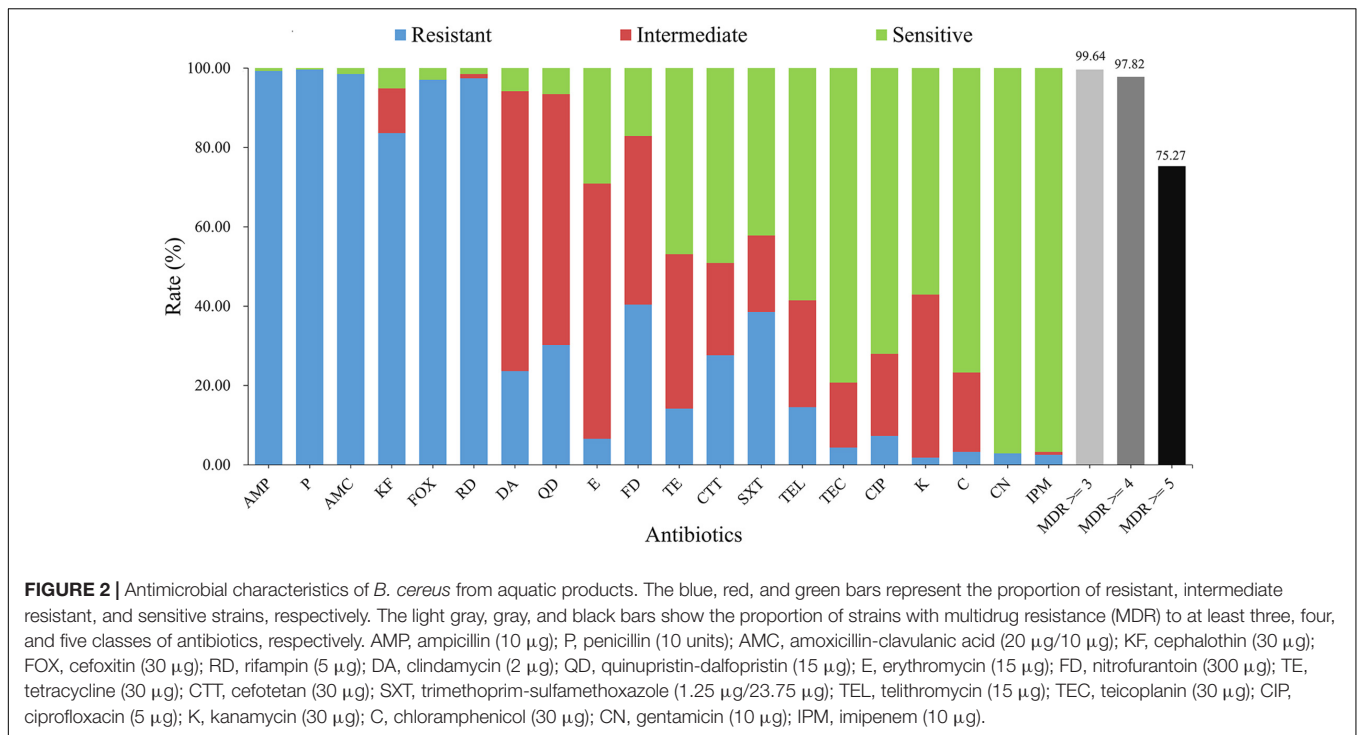 Resistant Intermediate Sensitive
100.00
80.00
60.00
40.00
20.00
0.00
Rate (%)
99.64
97.82
75.27
AMP P AMC KF FOX RD DA QD E FD TE CTT SXT TEL TEC CIP K C CN IPM MDR >= 3 MDR >= 4 MDR >= 5
Antibiotics
FIGURE 2 | Antimicrobial characteristics of B. cereus from aquatic products. The blue, red, and green bars represent the proportion of resistant, intermediate
resistant, and sensitive strains, respectively. The light gray, gray, and black bars show the proportion of strains with multidrug resistance (MDR) to at least three, four,
and five classes of antibiotics, respectively. AMP, ampicillin (10 μg); P, penicillin (10 units); AMC, amoxicillin-clavulanic acid (20 μg/10 μg); KF, cephalothin (30 μg);
FOX, cefoxitin (30 μg); RD, rifampin (5 μg); DA, clindamycin (2 μg); QD, quinupristin-dalfopristin (15 μg); E, erythromycin (15 μg); FD, nitrofurantoin (300 μg); TE,
tetracycline (30 μg); CTT, cefotetan (30 μg); SXT, trimethoprim-sulfamethoxazole (1.25 μg/23.75 μg); TEL, telithromycin (15 μg); TEC, teicoplanin (30 μg); CIP,
ciprofloxacin (5 μg); K, kanamycin (30 μg); C, chloramphenicol (30 μg); CN, gentamicin (10 μg); IPM, imipenem (10 μg).